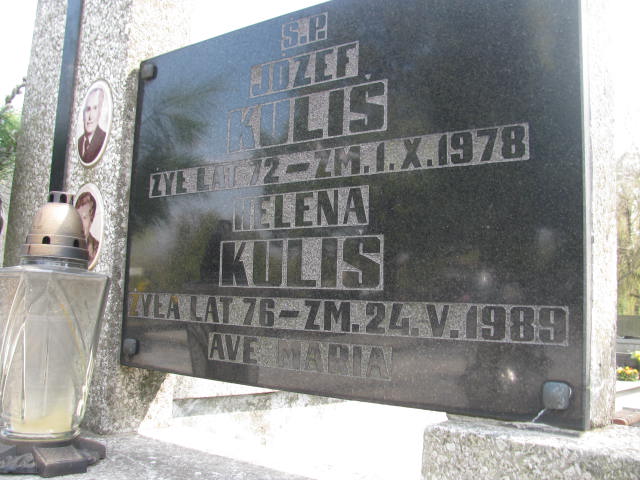 Ś.P.
JÓZEF
KULIŚ
ŻYŁ LAT 72 – ZM. 1. X. 1978
HELENA
KULIŚ
ŻYŁA LAT 76 – ZM. 24. V. 1989
AVE MARIA